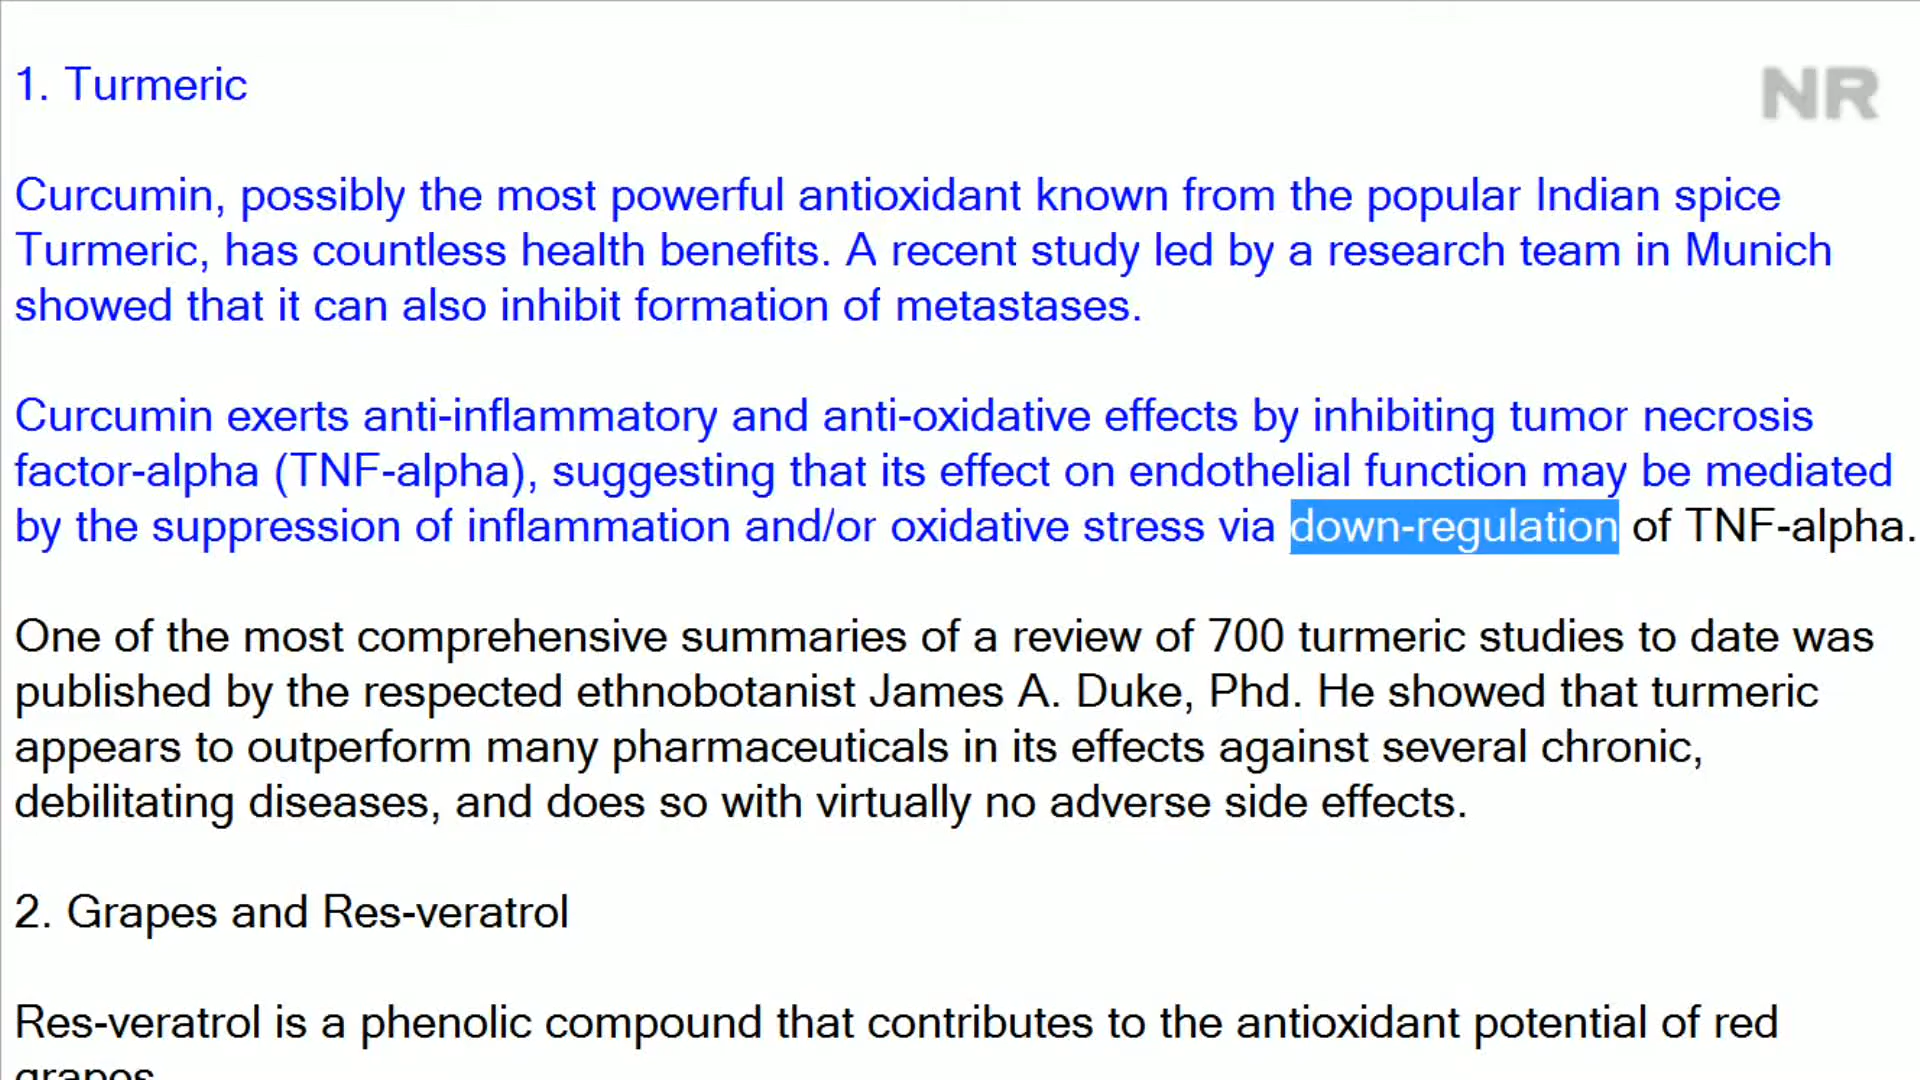 1. Turmeric
NR
Curcumin, possibly the most powerful antioxidant known from the popular Indian spice
Turmeric, has countless health benefits. A recent study led by a research team in Munich
showed that it can also inhibit formation of metastases.
Curcumin exerts anti-inflammatory and anti-oxidative effects by inhibiting tumor necrosis
factor-alpha (TNF-alpha), suggesting that its effect on endothelial function may be mediated
by the suppression of inflammation and/or oxidative stress via down-regulation of TNF-alpha.
One of the most comprehensive summaries of a review of 700 turmeric studies to date was
published by the respected ethnobotanist James A. Duke, Phd. He showed that turmeric
appears to outperform many pharmaceuticals in its effects against several chronic,
debilitating diseases, and does so with virtually no adverse side effects.
2. Grapes and Res-veratrol
Res-veratrol is a phenolic compound that contributes to the antioxidant potential of red
grapes